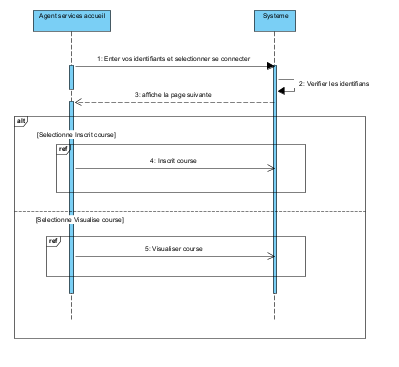 Agent services accueil
Systeme
1: Enter vos identifiants et selectionner se connecter
2: Verifier les identifians
3: affiche la page suivante
alt
[Selectionne Inscrit course]
ref
4: Inscrit course
[Selectionne Visualise course]
ref
5: Visualiser course